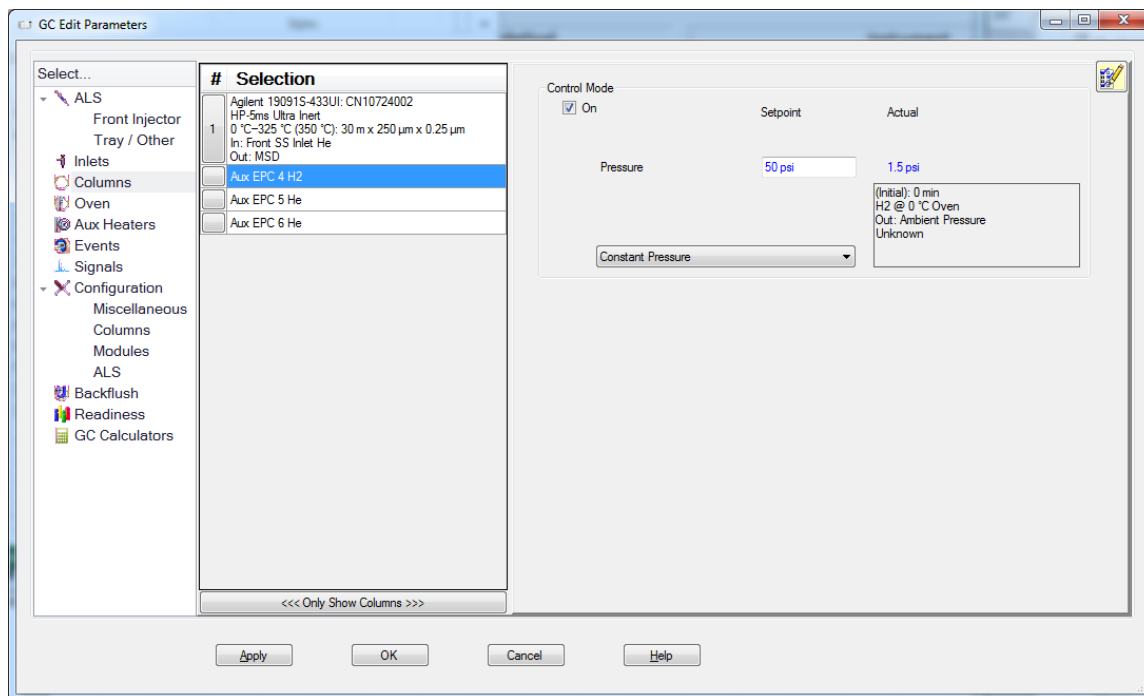 GC Edit Parameters
Select...
ALS
Front Injector
Tray / Other
Inlets
Columns
Oven
Aux Heaters
Events
Signals
Configuration
Miscellaneous
Columns
Modules
ALS
Backflush
Readiness
GC Calculators
# Selection
1
Agilent 19091S-433UI: CN10724002
HP-5ms Ultra Inert
0 °C—325 °C (350 °C): 30 m x 250 µm x 0.25 µm
In: Front SS Inlet He
Out: MSD
Aux EPC 4 H2
Aux EPC 5 He
Aux EPC 6 He
<<< Only Show Columns >>>
Control Mode
On
Setpoint Actual
Pressure 50 psi 1.5 psi
(Initial): 0 min
H2 @ 0 °C Oven
Out: Ambient Pressure
Unknown
Constant Pressure
Apply OK Cancel Help